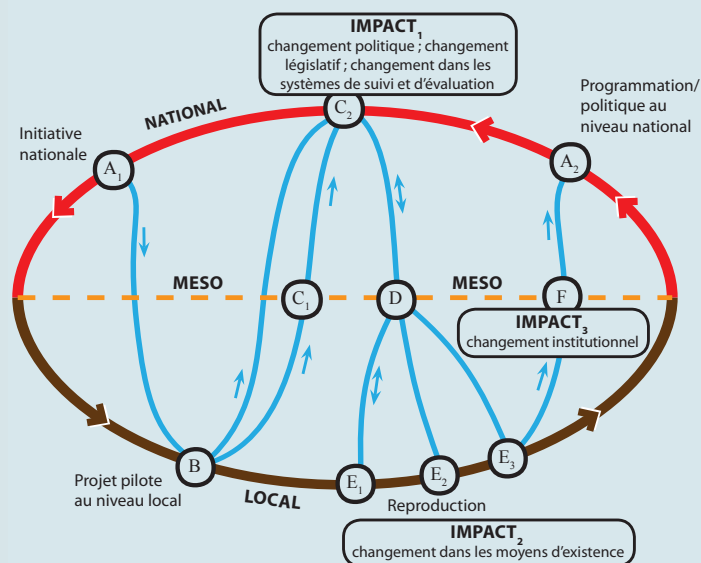 IMPACT₁
changement politique ; changement
législatif ; changement dans les
systèmes de suivi et d'évaluation
Programmation/
politique au
niveau national
NATIONAL
C₂
Initiative
nationale
A₁
A₂
MESO
C₁
D
MESO
F
IMPACT₃
changement institutionnel
B
Projet pilote
au niveau local
LOCAL
E₁
E₂
E₃
Reproduction
IMPACT₂
changement dans les moyens d'existence